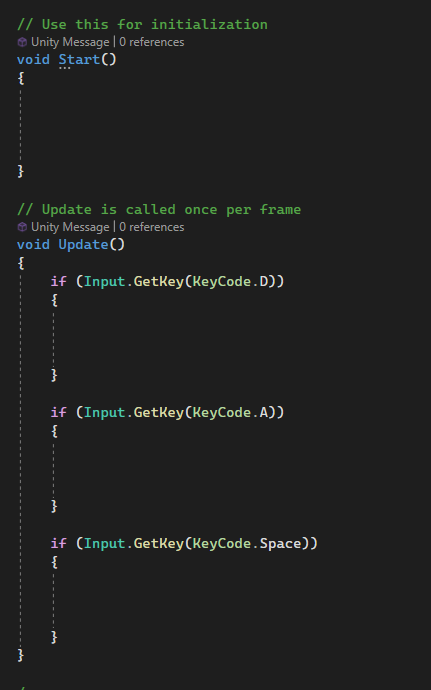 // Use this for initialization
Unity Message | 0 references
void Start()
{
}
// Update is called once per frame
Unity Message | 0 references
void Update()
{
if (Input.GetKey(KeyCode.D))
{
}
if (Input.GetKey(KeyCode.A))
{
}
if (Input.GetKey(KeyCode.Space))
{
}
}